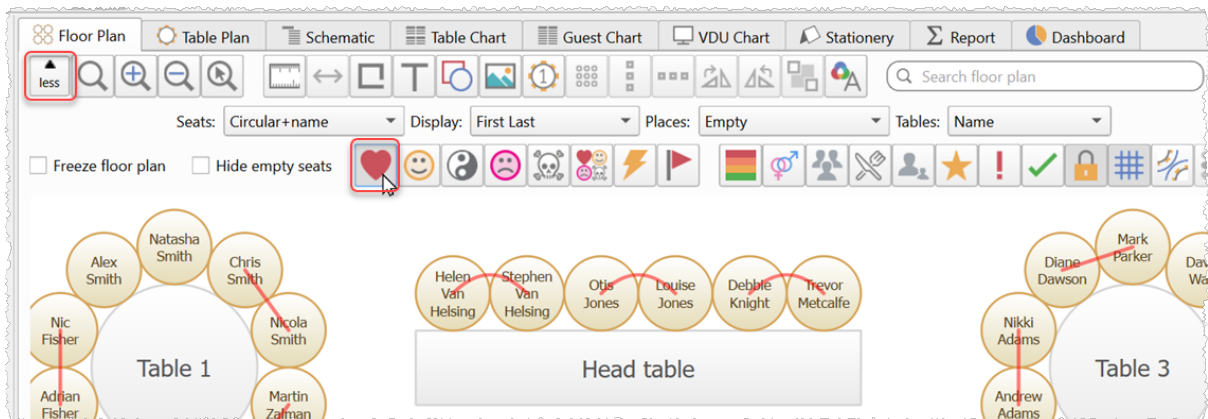 Floor Plan
Table Plan
Schematic
Table Chart
Guest Chart
VDU Chart
Stationery
Σ Report
Dashboard
less
T
1
A
Search floor plan
Seats: Circular+name
Display: First Last
Places: Empty
Tables: Name
Freeze floor plan
Hide empty seats
Natasha
Smith
Alex
Smith
Chris
Smith
Nic
Fisher
Nicola
Smith
Adrian
Fisher
Martin
Zalman
Table 1
Helen
Van
Helsing
Stephen
Van
Helsing
Otis
Jones
Louise
Jones
Debbie
Knight
Trevor
Metcalfe
Head table
Mark
Parker
Diane
Dawson
Dav
Wa
Nikki
Adams
Andrew
Adams
Table 3